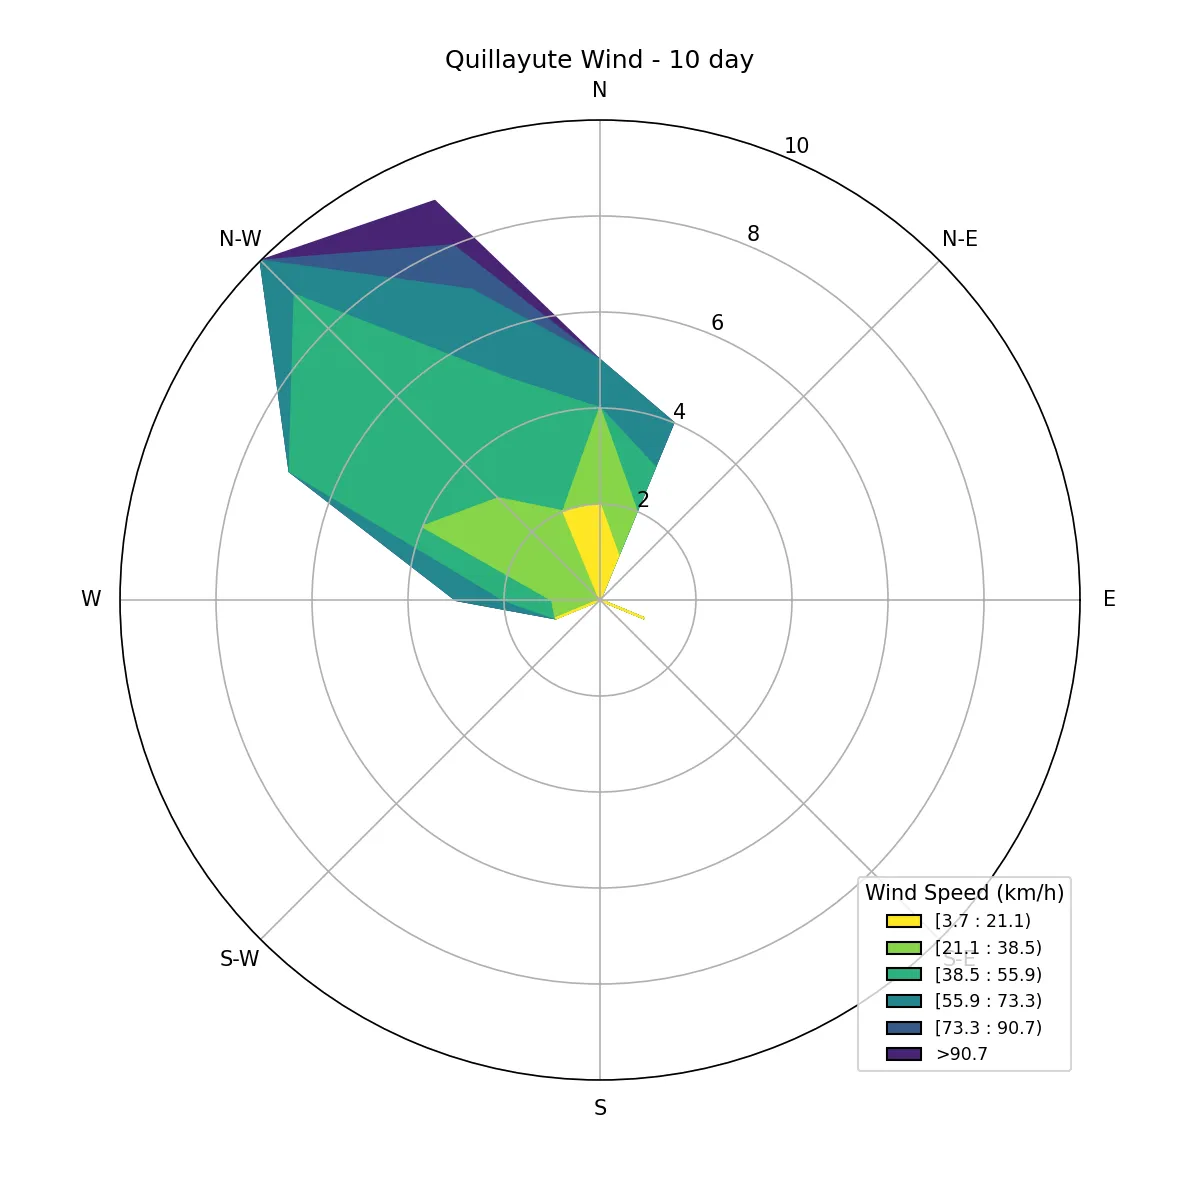 Quillayute Wind - 10 day
N
10
N-W
8
N-E
6
4
2
W
E
Wind Speed (km/h)
[3.7 : 21.1)
[21.1 : 38.5)
S-W
S-E
[38.5 : 55.9)
[55.9 : 73.3)
[73.3 : 90.7)
>90.7
S